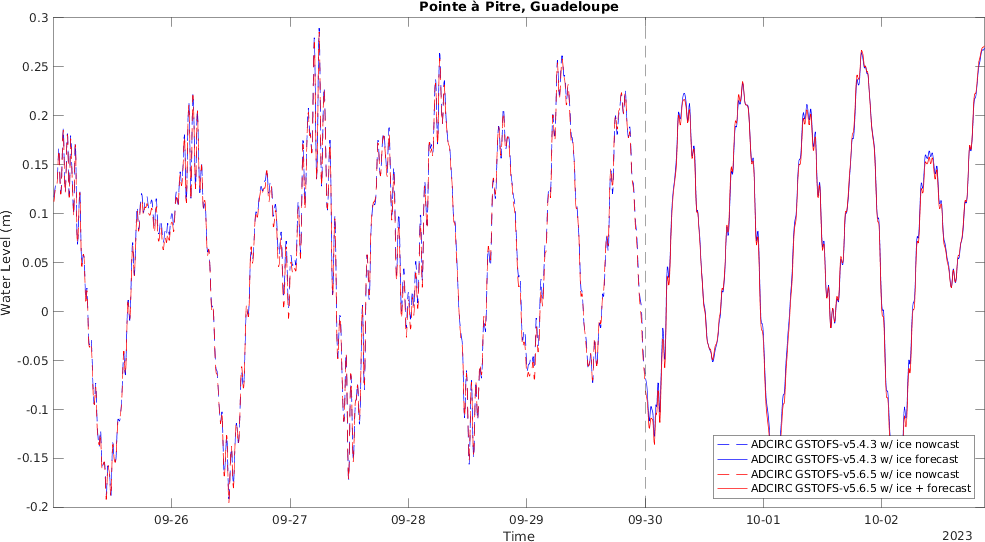 Pointe à Pitre, Guadeloupe
0.3
0.25
0.2
0.15
0.1
0.05
0
-0.05
-0.1
-0.15
-0.2
Water Level (m)
ADCIRC GSTOFS-v5.4.3 w/ ice nowcast
ADCIRC GSTOFS-v5.4.3 w/ ice forecast
ADCIRC GSTOFS-v5.6.5 w/ ice nowcast
ADCIRC GSTOFS-v5.6.5 w/ ice + forecast
09-26
09-27
09-28
09-29
09-30
10-01
10-02
Time
2023